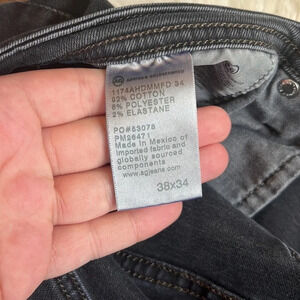 1174AHDMMFD 34
92% COTTON
6% POLYESTER
2% ELASTANE
PO#53078
PM26471
Made in Mexico of
imported fabric and
globally sourced
components
www.agjeans.com
38x34